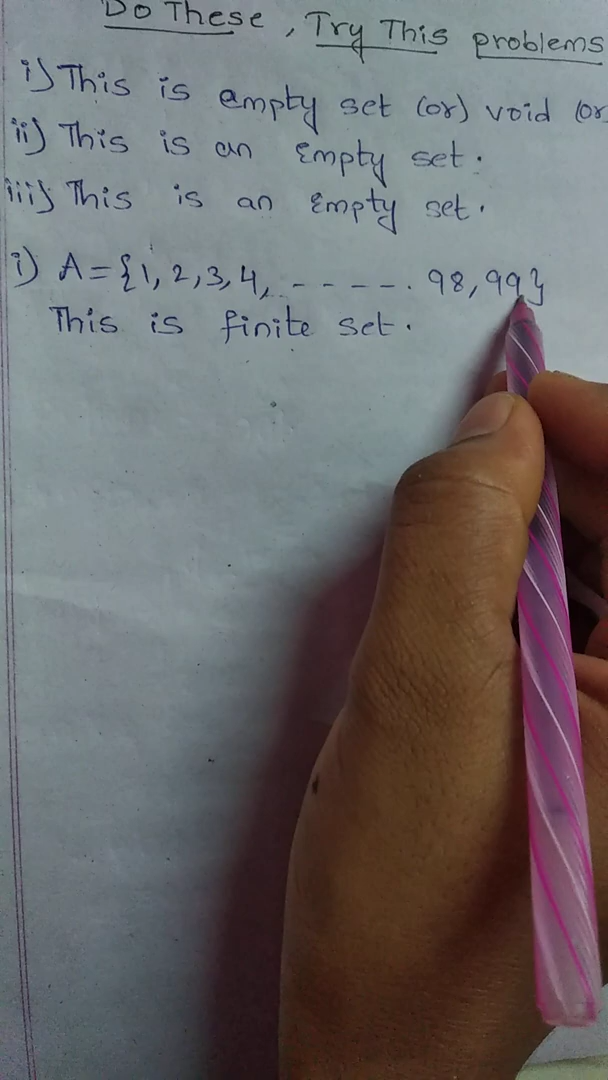 Do These, Try This problems
i) This is empty set (or) void (or
ii) This is an Empty set.
iii) This is an Empty set.
i) A={1, 2, 3, 4, - - - - -. 98, 99}
This is finite set.